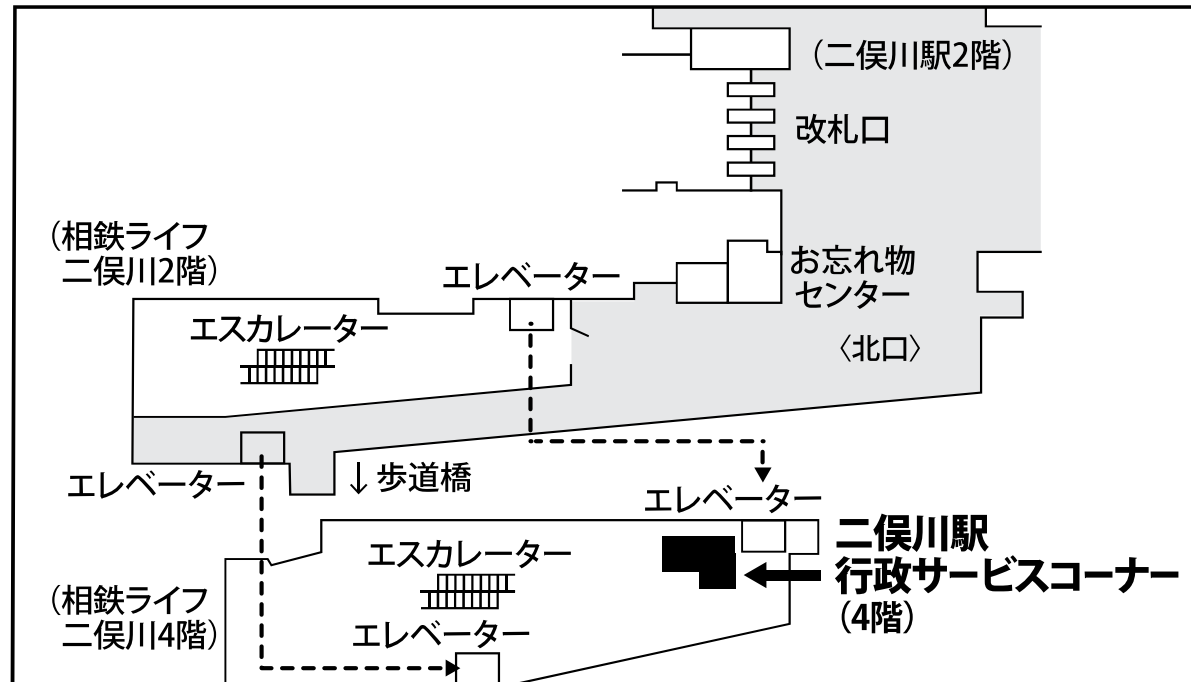 （二俣川駅2階）
改札口
（相鉄ライフ
二俣川2階）
エレベーター
お忘れ物
センター
エスカレーター
〈北口〉
エレベーター
↓歩道橋
エレベーター
二俣川駅
行政サービスコーナー
（4階）
エスカレーター
（相鉄ライフ
二俣川4階）
エレベーター